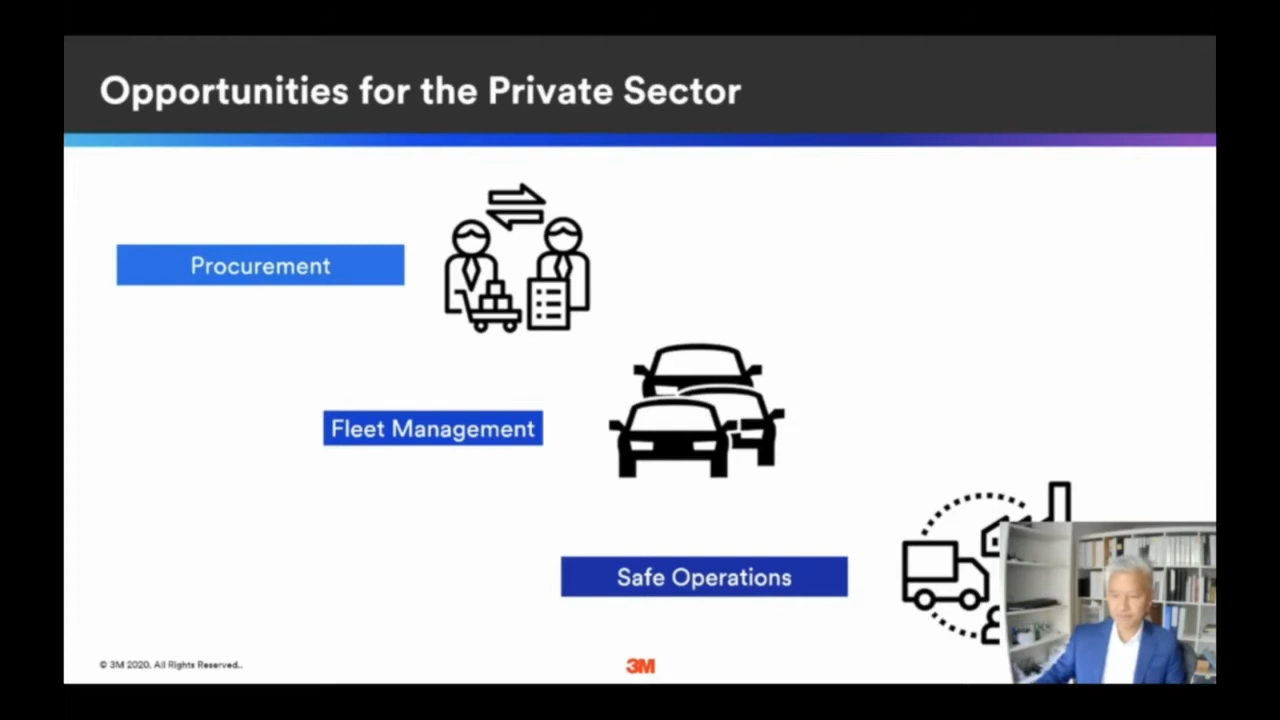 Opportunities for the Private Sector
Procurement
Fleet Management
Safe Operations
© 3M 2020. All Rights Reserved..
3M